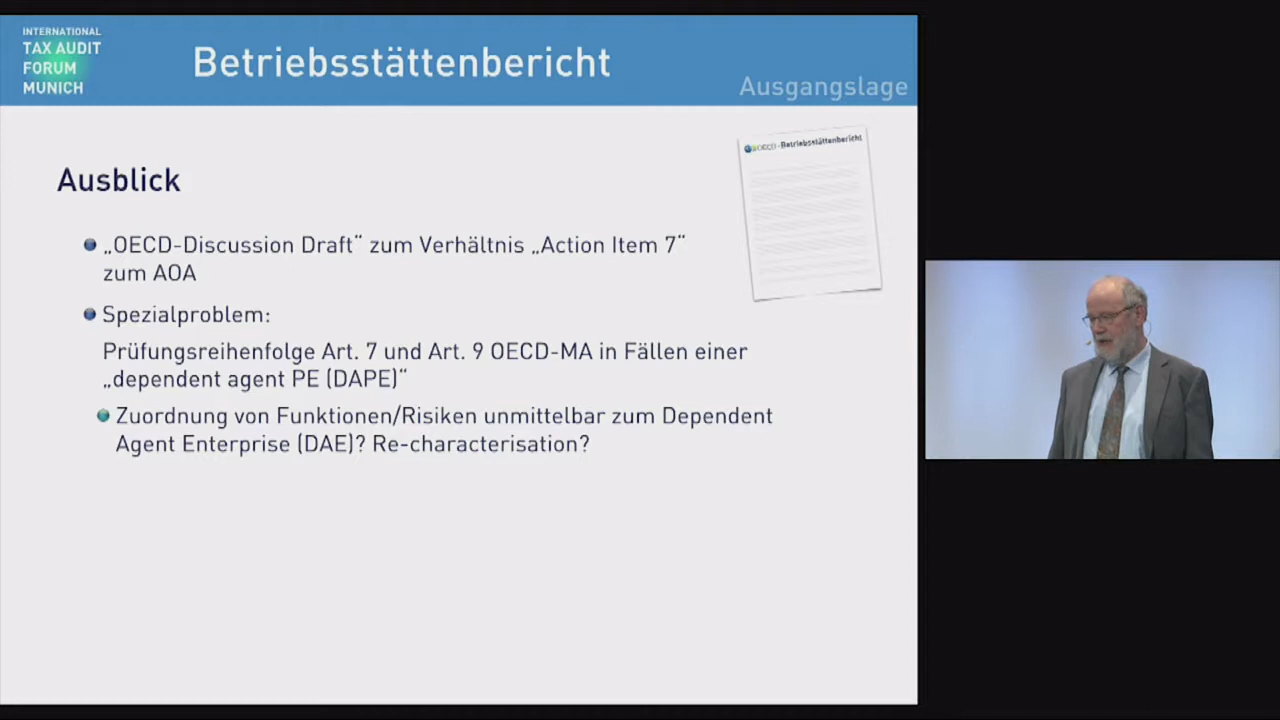 INTERNATIONAL
TAX AUDIT
FORUM
MUNICH
Betriebsstättenbericht
Ausgangslage
OECD-Betriebsstättenbericht
Ausblick
„OECD-Discussion Draft“ zum Verhältnis „Action Item 7“
zum AOA
Spezialproblem:
Prüfungsreihenfolge Art. 7 und Art. 9 OECD-MA in Fällen einer
„dependent agent PE (DAPE)“
Zuordnung von Funktionen/Risiken unmittelbar zum Dependent
Agent Enterprise (DAE)? Re-characterisation?